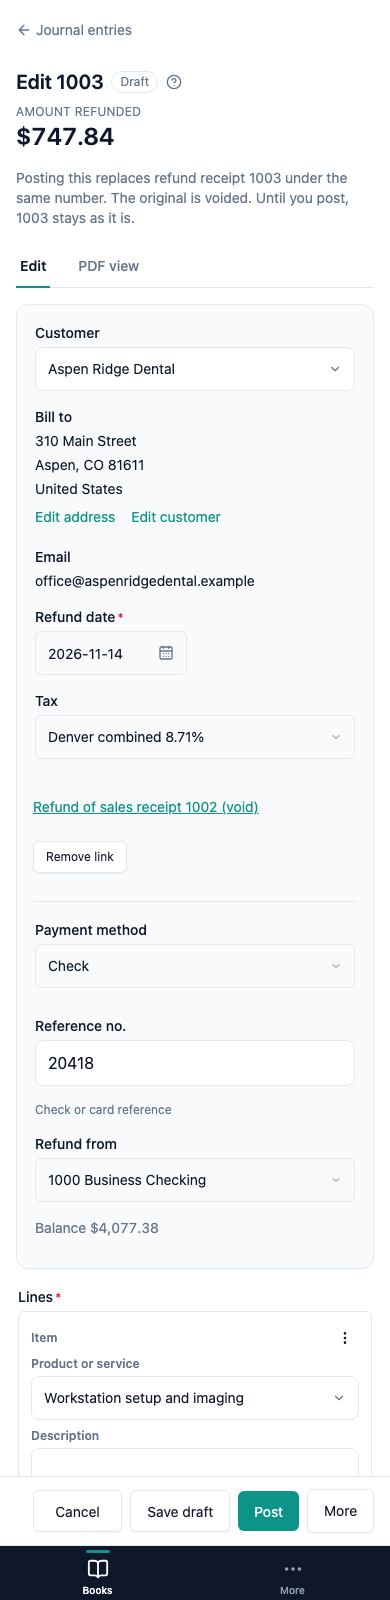 Journal entries
Edit 1003 Draft
AMOUNT REFUNDED
$747.84
Posting this replaces refund receipt 1003 under the
same number. The original is voided. Until you post,
1003 stays as it is.
Edit PDF view
Customer
Aspen Ridge Dental
Bill to
310 Main Street
Aspen, CO 81611
United States
Edit address Edit customer
Email
office@aspenridgedental.example
Refund date*
2026-11-14
Tax
Denver combined 8.71%
Refund of sales receipt 1002 (void)
Remove link
Payment method
Check
Reference no.
20418
Check or card reference
Refund from
1000 Business Checking
Balance $4,077.38
Lines*
Item
Product or service
Workstation setup and imaging
Description
Cancel Save draft Post More
Books More